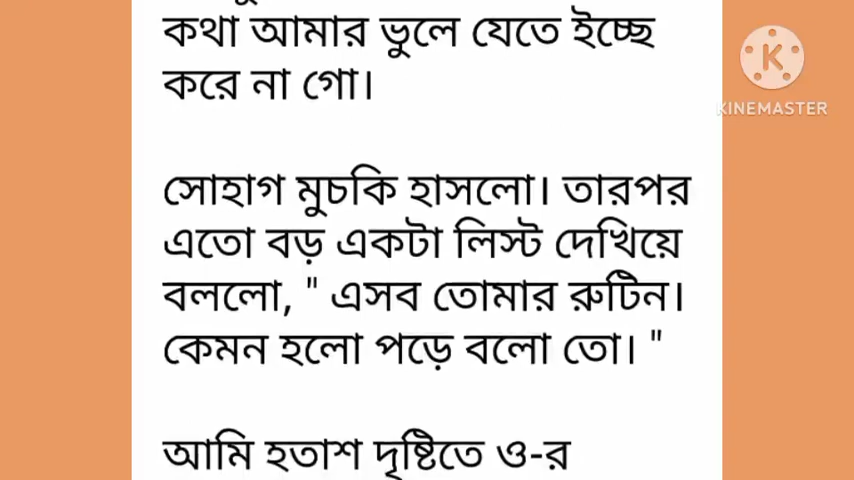 কথা আমার ভুলে যেতে ইচ্ছে
করে না গো।
সোহাগ মুচকি হাসলো। তারপর
এতো বড় একটা লিস্ট দেখিয়ে
বললো, " এসব তোমার রুটিন।
কেমন হলো পড়ে বলো তো। "
আমি হতাশ দৃষ্টিতে ও-র
K
KINEMASTER